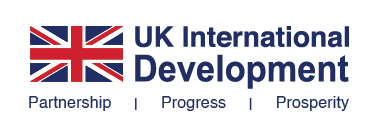 UK International
Development
Partnership | Progress | Prosperity